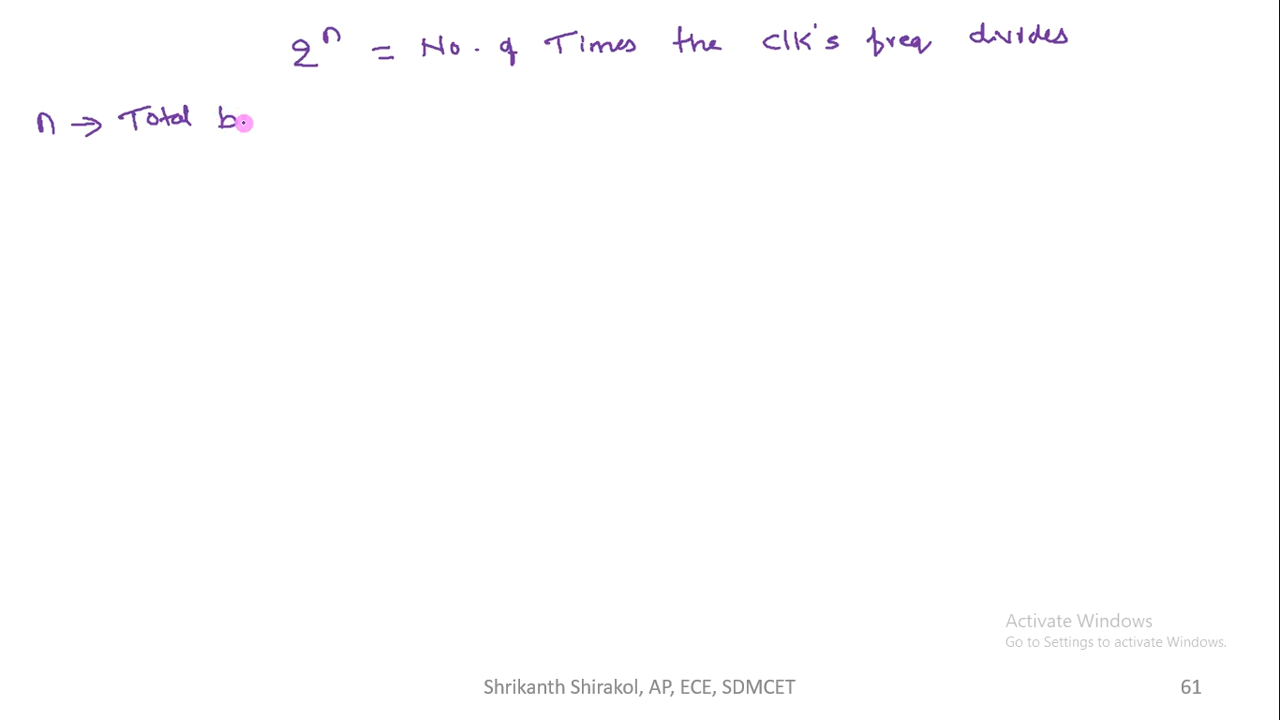 2ⁿ = No. of Times the clk's freq divides
n → Total b
Activate Windows
Go to Settings to activate Windows.
Shrikanth Shirakol, AP, ECE, SDMCET 61